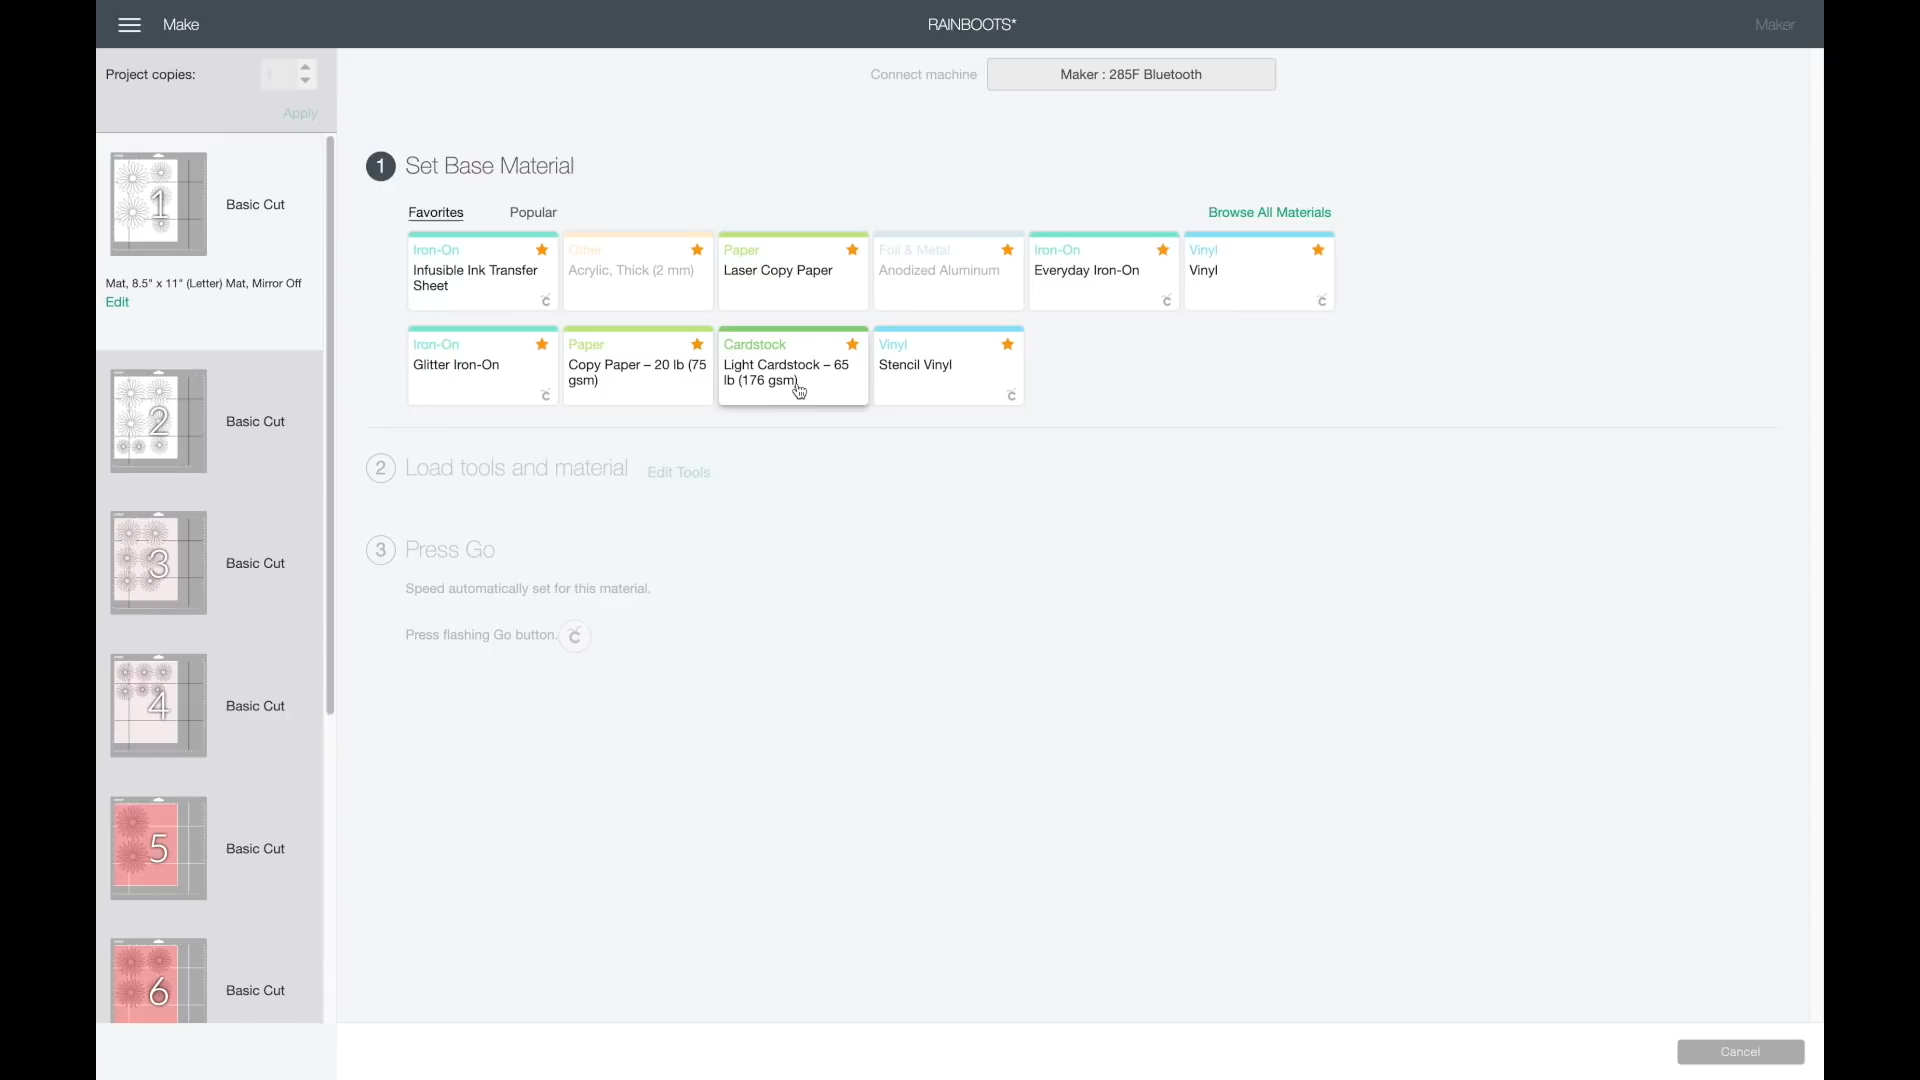 Make
RAINBOOTS*
Maker
Project copies:
1
Apply
Connect machine
Maker : 285F Bluetooth
1
Basic Cut
Mat, 8.5" x 11" (Letter) Mat, Mirror Off
Edit
2
Basic Cut
3
Basic Cut
4
Basic Cut
5
Basic Cut
6
Basic Cut
1 Set Base Material
Favorites
Popular
Browse All Materials
Iron-On
Infusible Ink Transfer
Sheet
Other
Acrylic, Thick (2 mm)
Paper
Laser Copy Paper
Foil & Metal
Anodized Aluminum
Iron-On
Everyday Iron-On
Vinyl
Vinyl
Iron-On
Glitter Iron-On
Paper
Copy Paper – 20 lb (75
gsm)
Cardstock
Light Cardstock – 65
lb (176 gsm)
Vinyl
Stencil Vinyl
2 Load tools and material
Edit Tools
3 Press Go
Speed automatically set for this material.
Press flashing Go button.
Cancel